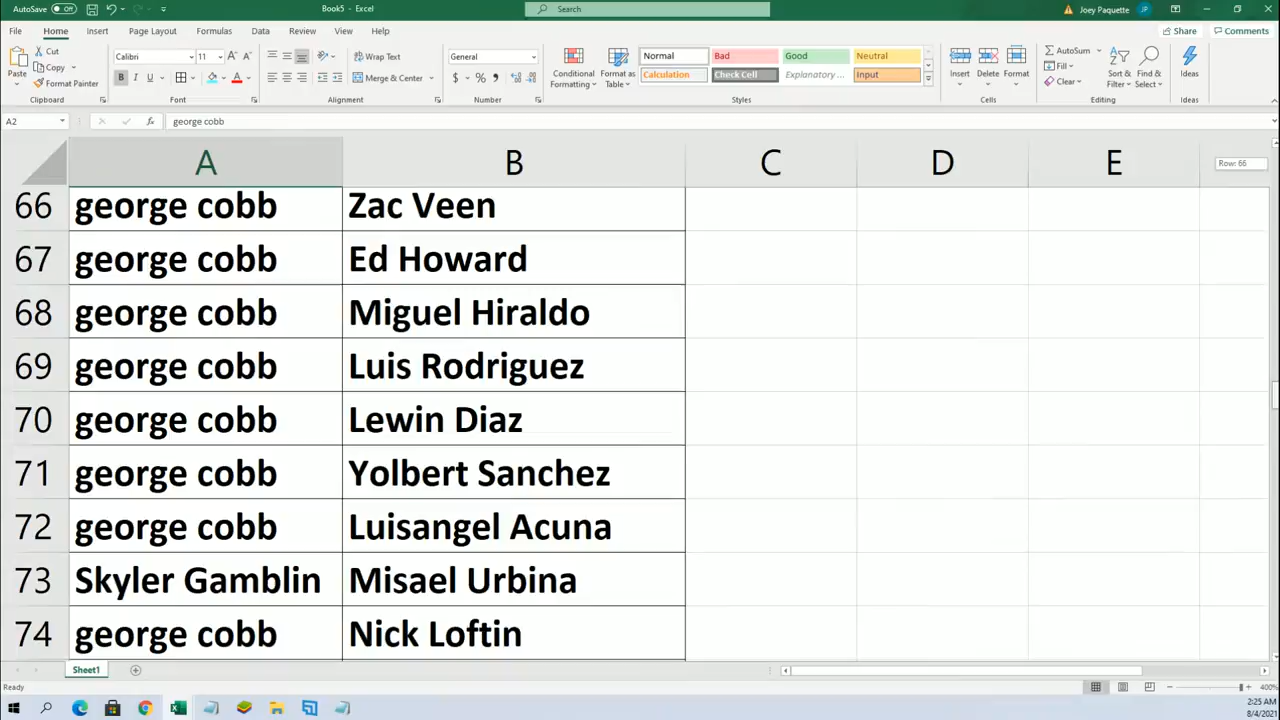 AutoSave Off
Book5 - Excel
Search
Joey Paquette JP
File Home Insert Page Layout Formulas Data Review View Help
Share Comments
Paste
Cut
Copy
Format Painter
Clipboard
Calibri 11
B I U
Font
Wrap Text
Merge & Center
Alignment
General
$ % ,
Number
Conditional Formatting
Format as Table
Normal Bad Good Neutral
Calculation Check Cell Explanatory ... Input
Styles
Insert Delete Format
Cells
AutoSum
Fill
Clear
Sort & Filter
Find & Select
Editing
Ideas
Ideas
A2 fx george cobb
A B C D E
Row: 66
66 george cobb Zac Veen
67 george cobb Ed Howard
68 george cobb Miguel Hiraldo
69 george cobb Luis Rodriguez
70 george cobb Lewin Diaz
71 george cobb Yolbert Sanchez
72 george cobb Luisangel Acuna
73 Skyler Gamblin Misael Urbina
74 george cobb Nick Loftin
Sheet1
Ready
400%
2:25 AM
8/4/2021